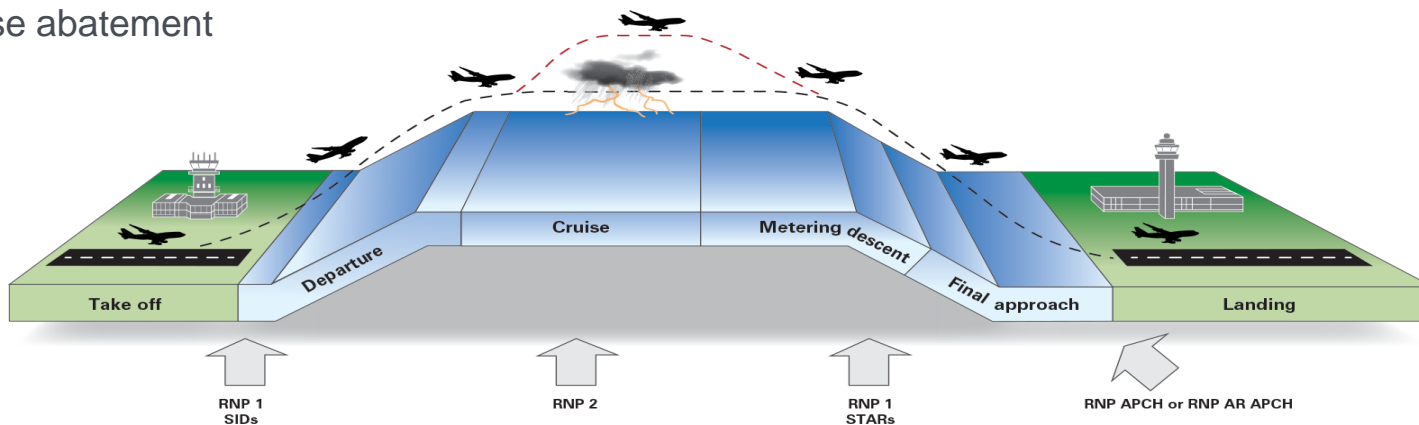 se abatement
Cruise
Metering descent
Departure
Final approach
Take off
Landing
RNP 1
SIDs
RNP 2
RNP 1
STARs
RNP APCH or RNP AR APCH